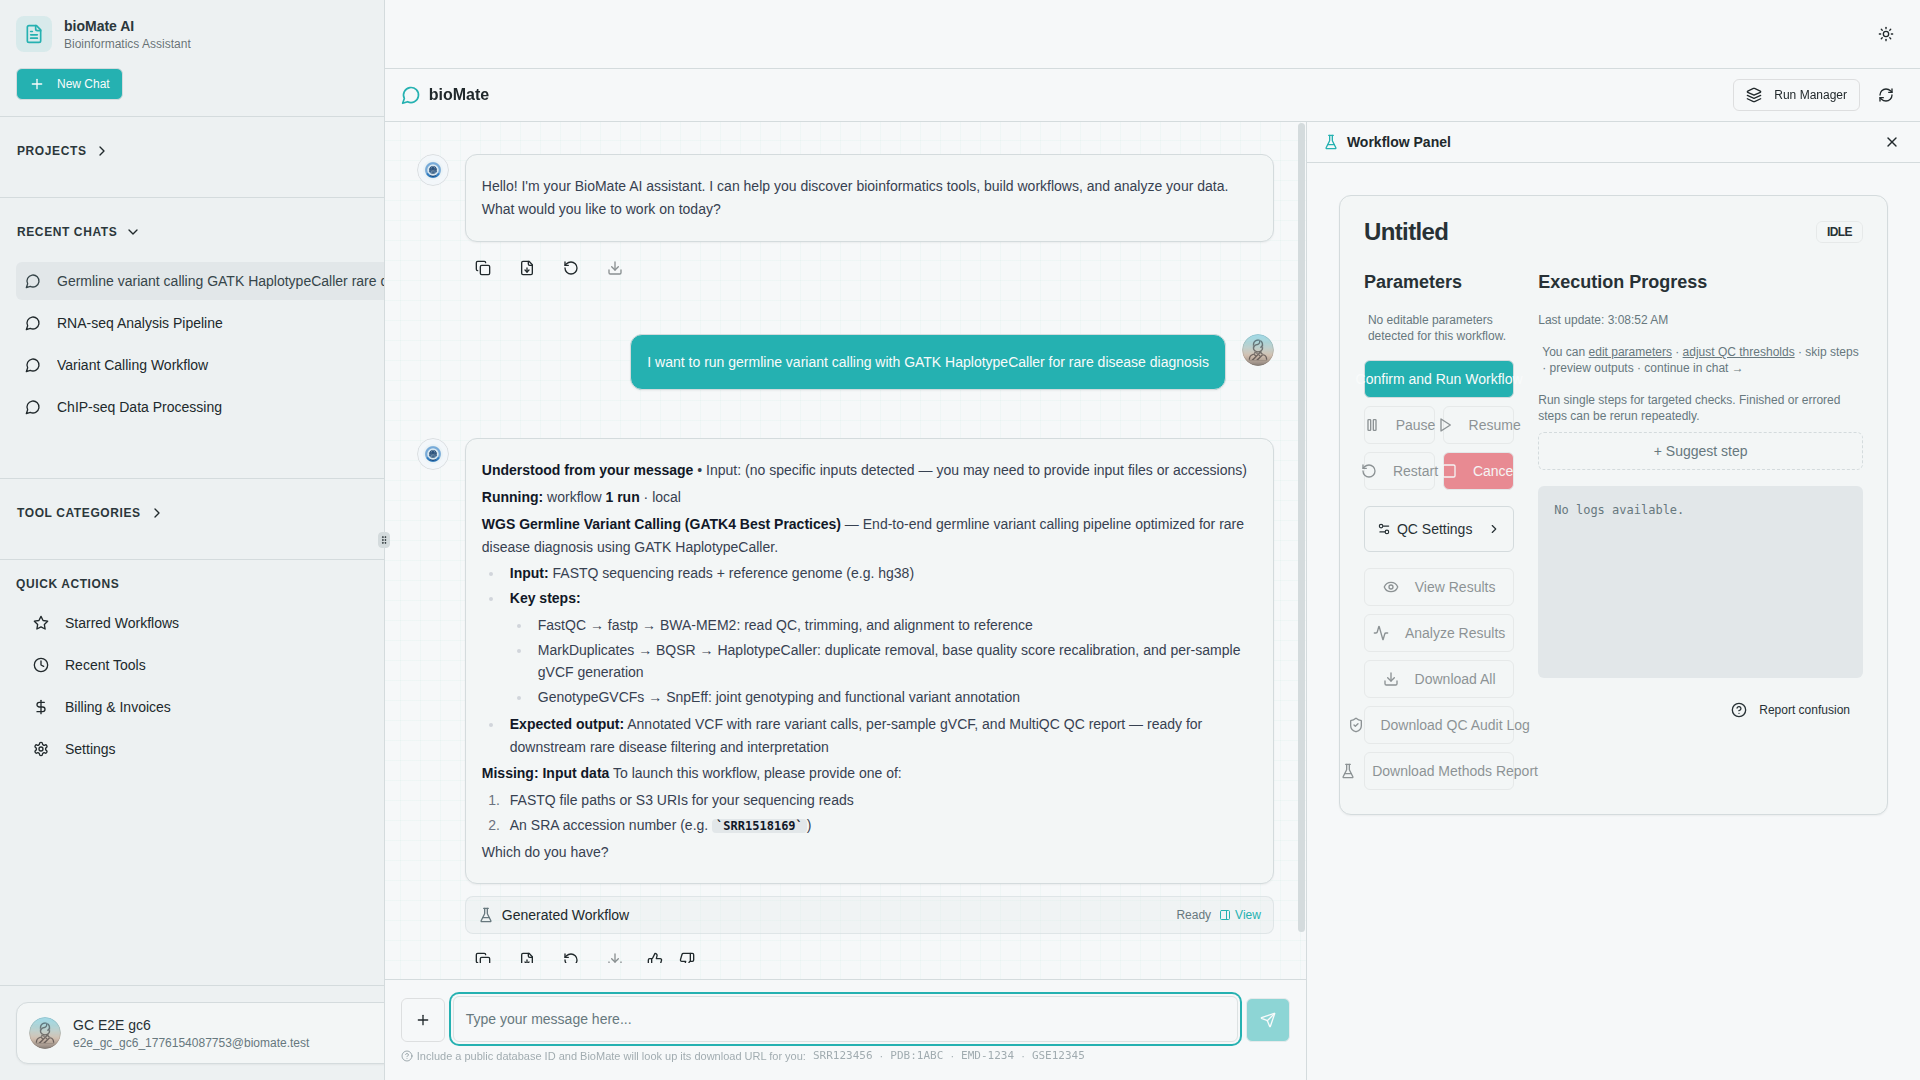 bioMate AI
Bioinformatics Assistant
New Chat
PROJECTS
RECENT CHATS
Germline variant calling GATK HaplotypeCaller rare
RNA-seq Analysis Pipeline
Variant Calling Workflow
ChIP-seq Data Processing
TOOL CATEGORIES
QUICK ACTIONS
Starred Workflows
Recent Tools
Billing & Invoices
Settings
GC E2E gc6
e2e_gc_gc6_1776154087753@biomate.test
bioMate
Run Manager
Hello! I'm your BioMate AI assistant. I can help you discover bioinformatics tools, build workflows, and analyze your data.
What would you like to work on today?
I want to run germline variant calling with GATK HaplotypeCaller for rare disease diagnosis
Understood from your message • Input: (no specific inputs detected — you may need to provide input files or accessions)
Running: workflow 1 run · local
WGS Germline Variant Calling (GATK4 Best Practices) — End-to-end germline variant calling pipeline optimized for rare
disease diagnosis using GATK HaplotypeCaller.
Input: FASTQ sequencing reads + reference genome (e.g. hg38)
Key steps:
FastQC → fastp → BWA-MEM2: read QC, trimming, and alignment to reference
MarkDuplicates → BQSR → HaplotypeCaller: duplicate removal, base quality score recalibration, and per-sample
gVCF generation
GenotypeGVCFs → SnpEff: joint genotyping and functional variant annotation
Expected output: Annotated VCF with rare variant calls, per-sample gVCF, and MultiQC QC report — ready for
downstream rare disease filtering and interpretation
Missing: Input data To launch this workflow, please provide one of:
1. FASTQ file paths or S3 URIs for your sequencing reads
2. An SRA accession number (e.g. `SRR1518169`)
Which do you have?
Generated Workflow
Ready View
Type your message here...
Include a public database ID and BioMate will look up its download URL for you: SRR123456 · PDB:1ABC · EMD-1234 · GSE12345
Workflow Panel
Untitled
IDLE
Parameters
No editable parameters
detected for this workflow.
onfirm and Run Workflo
Pause
Resume
Restart
Cance
QC Settings
View Results
Analyze Results
Download All
Download QC Audit Log
Download Methods Report
Execution Progress
Last update: 3:08:52 AM
You can edit parameters · adjust QC thresholds · skip steps
· preview outputs · continue in chat →
Run single steps for targeted checks. Finished or errored
steps can be rerun repeatedly.
+ Suggest step
No logs available.
Report confusion